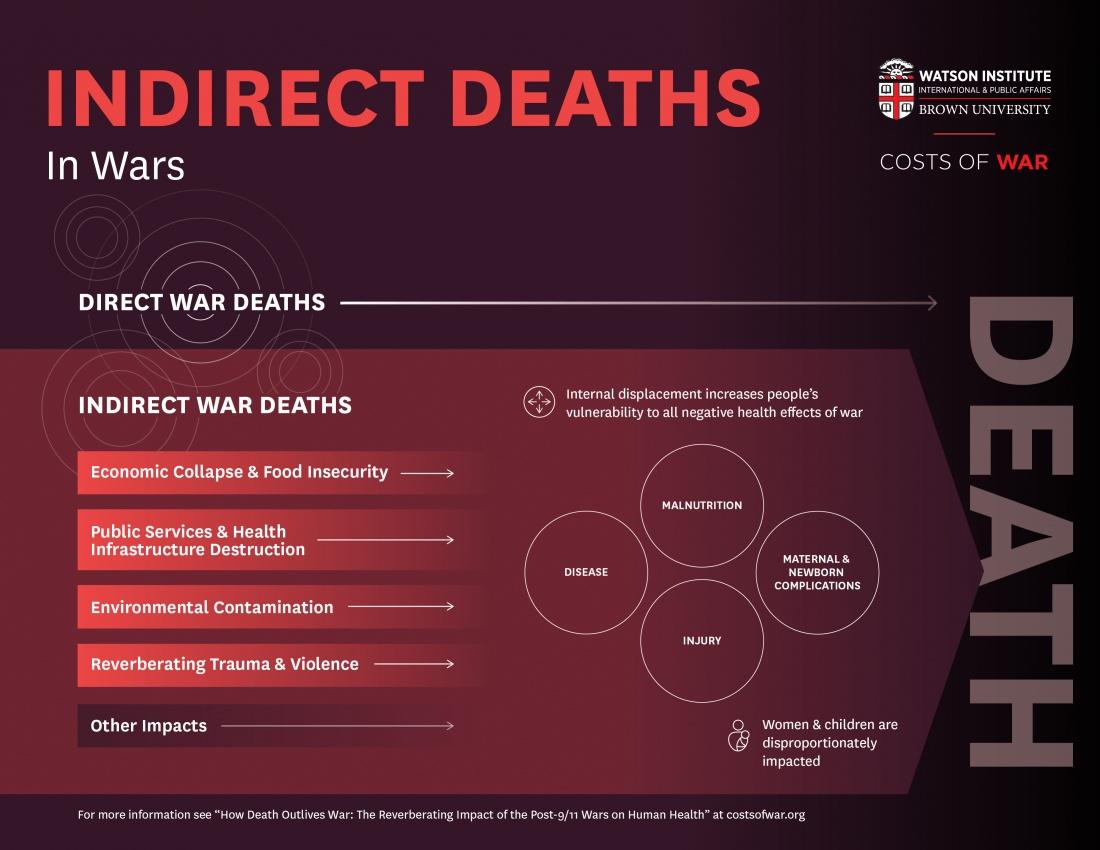 INDIRECT DEATHS
In Wars
WATSON INSTITUTE
INTERNATIONAL & PUBLIC AFFAIRS
BROWN UNIVERSITY
COSTS OF WAR
DIRECT WAR DEATHS
INDIRECT WAR DEATHS
Economic Collapse & Food Insecurity
Public Services & Health
Infrastructure Destruction
Environmental Contamination
Reverberating Trauma & Violence
Other Impacts
Internal displacement increases people’s
vulnerability to all negative health effects of war
MALNUTRITION
DISEASE
MATERNAL &
NEWBORN
COMPLICATIONS
INJURY
Women & children are
disproportionately
impacted
DEATH
For more information see “How Death Outlives War: The Reverberating Impact of the Post-9/11 Wars on Human Health” at costsofwar.org